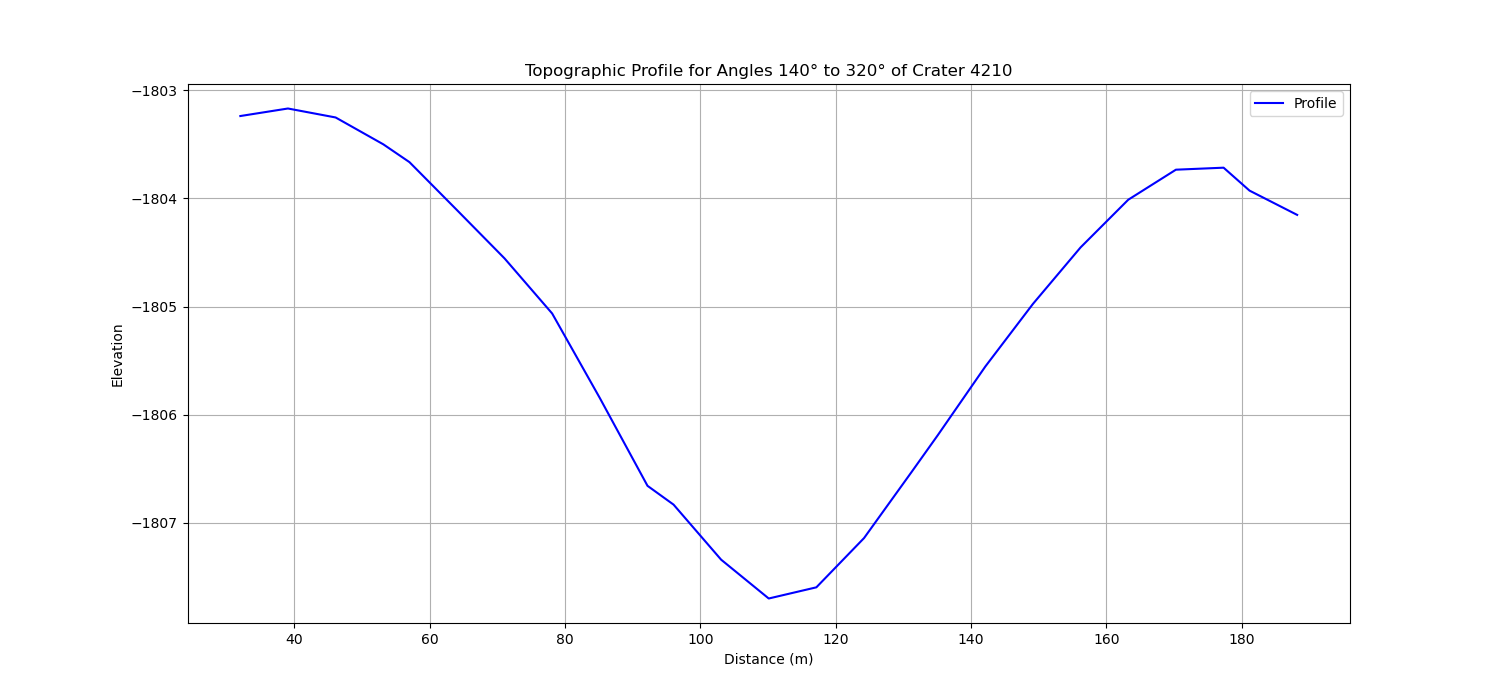 Topographic Profile for Angles 140° to 320° of Crater 4210
Profile
−1803
−1804
−1805
−1806
−1807
Elevation
40 60 80 100 120 140 160 180
Distance (m)